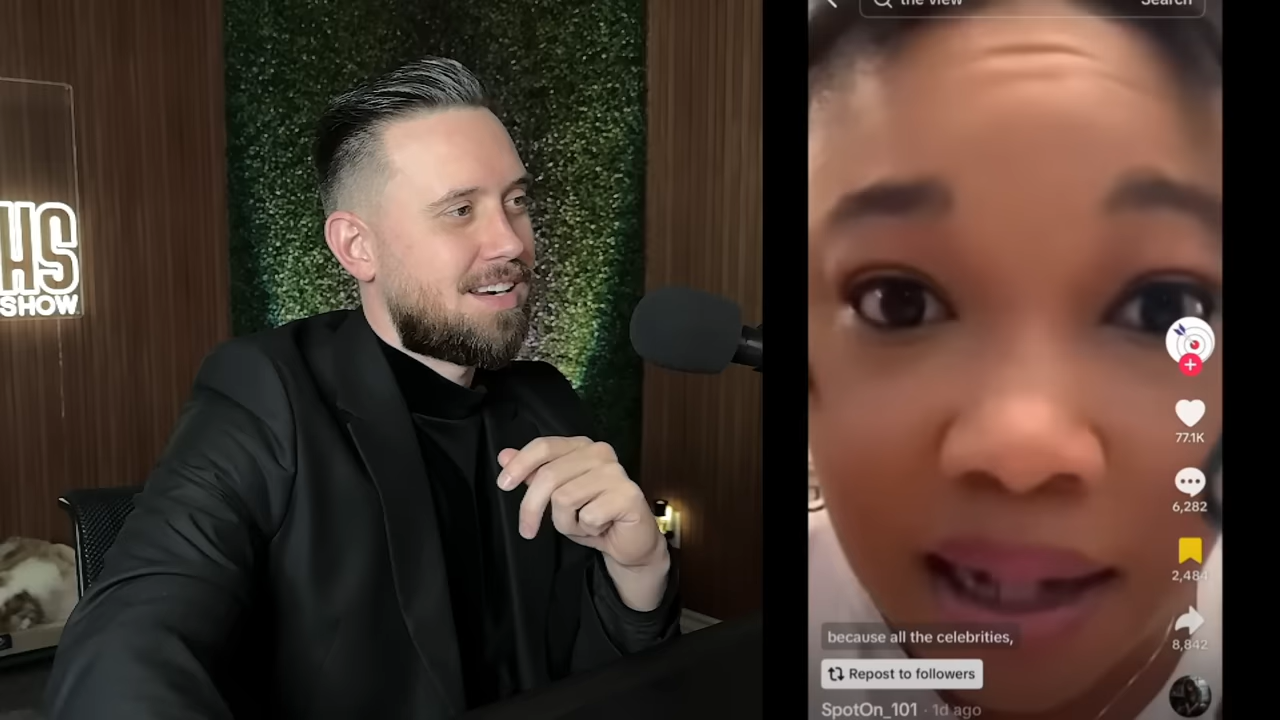 HS
SHOW
the view
Search
77.1K
6,282
2,484
8,842
because all the celebrities,
Repost to followers
SpotOn_101 · 1d ago